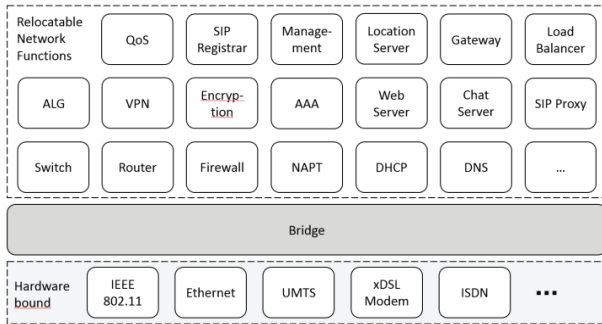 Relocatable
Network
Functions
QoS
SIP
Registrar
Manage-
ment
Location
Server
Gateway
Load
Balancer
ALG
VPN
Encryp-
tion
AAA
Web
Server
Chat
Server
SIP Proxy
Switch
Router
Firewall
NAPT
DHCP
DNS
...
Bridge
Hardware
bound
IEEE
802.11
Ethernet
UMTS
xDSL
Modem
ISDN
...